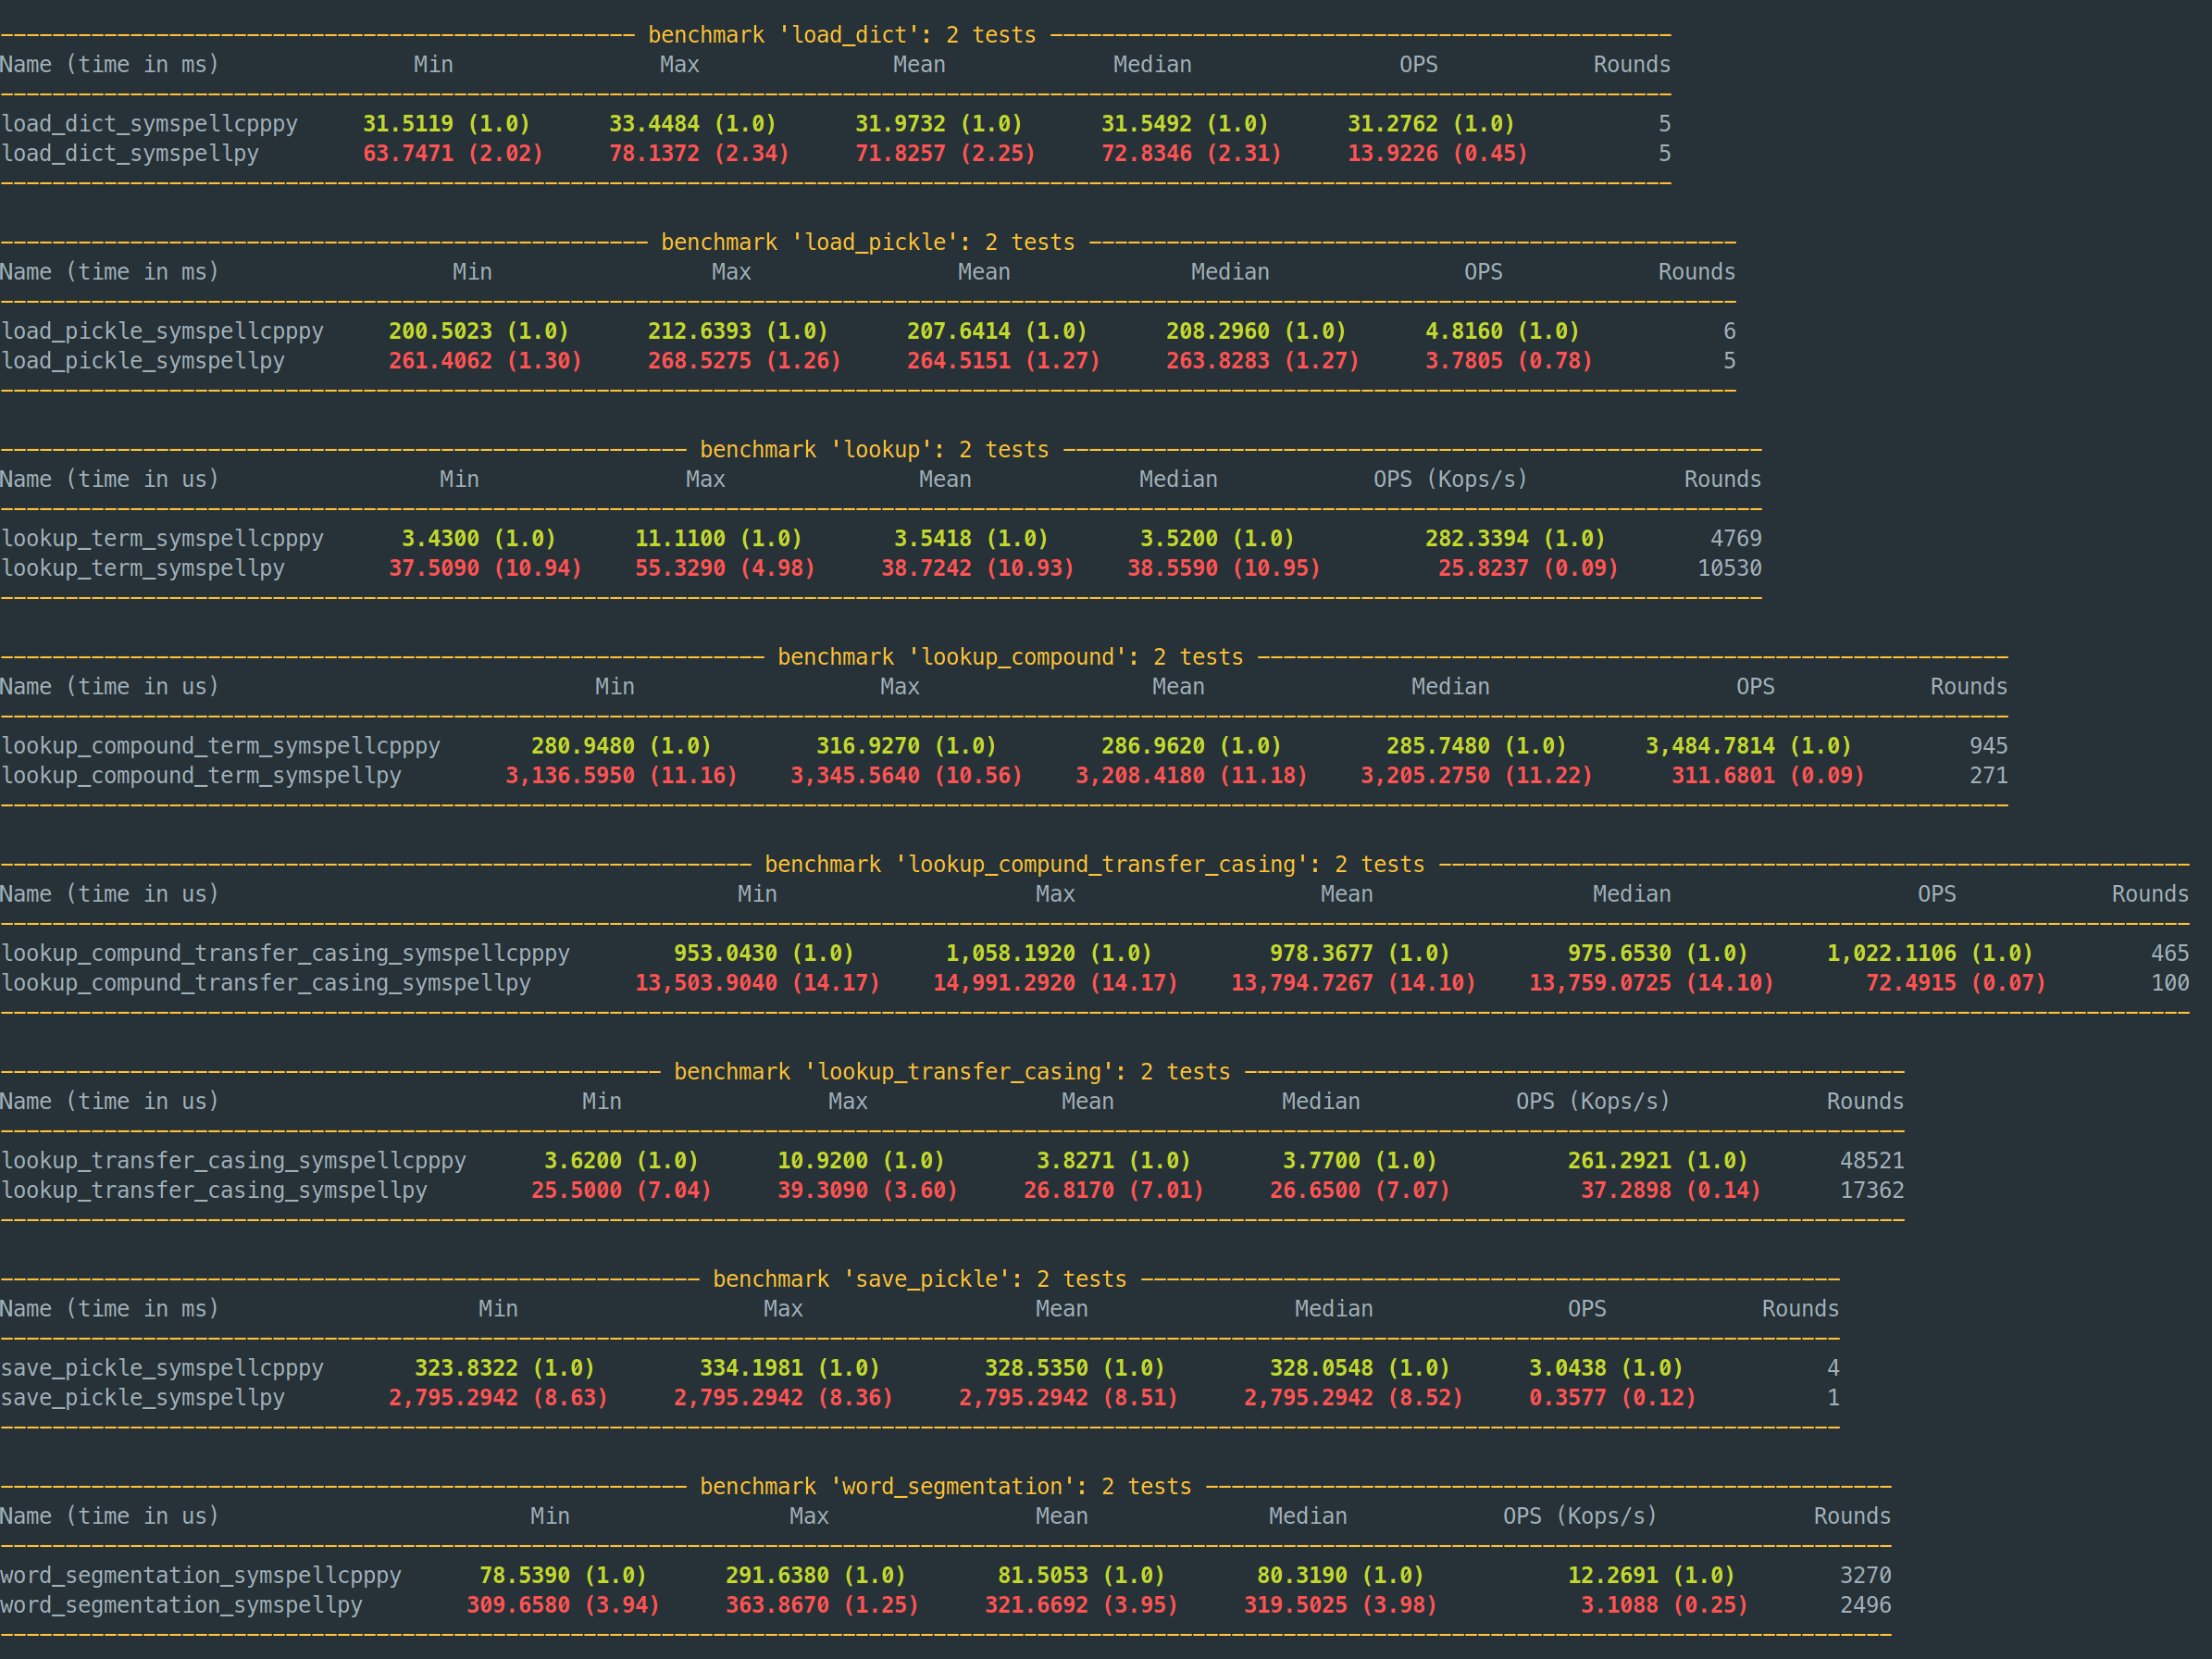 benchmark 'load_dict': 2 tests
Name (time in ms) Min Max Mean Median OPS Rounds
load_dict_symspellcpppy 31.5119 (1.0) 33.4484 (1.0) 31.9732 (1.0) 31.5492 (1.0) 31.2762 (1.0) 5
load_dict_symspellpy 63.7471 (2.02) 78.1372 (2.34) 71.8257 (2.25) 72.8346 (2.31) 13.9226 (0.45) 5
benchmark 'load_pickle': 2 tests
Name (time in ms) Min Max Mean Median OPS Rounds
load_pickle_symspellcpppy 200.5023 (1.0) 212.6393 (1.0) 207.6414 (1.0) 208.2960 (1.0) 4.8160 (1.0) 6
load_pickle_symspellpy 261.4062 (1.30) 268.5275 (1.26) 264.5151 (1.27) 263.8283 (1.27) 3.7805 (0.78) 5
benchmark 'lookup': 2 tests
Name (time in us) Min Max Mean Median OPS (Kops/s) Rounds
lookup_term_symspellcpppy 3.4300 (1.0) 11.1100 (1.0) 3.5418 (1.0) 3.5200 (1.0) 282.3394 (1.0) 4769
lookup_term_symspellpy 37.5090 (10.94) 55.3290 (4.98) 38.7242 (10.93) 38.5590 (10.95) 25.8237 (0.09) 10530
benchmark 'lookup_compound': 2 tests
Name (time in us) Min Max Mean Median OPS Rounds
lookup_compound_term_symspellcpppy 280.9480 (1.0) 316.9270 (1.0) 286.9620 (1.0) 285.7480 (1.0) 3,484.7814 (1.0) 945
lookup_compound_term_symspellpy 3,136.5950 (11.16) 3,345.5640 (10.56) 3,208.4180 (11.18) 3,205.2750 (11.22) 311.6801 (0.09) 271
benchmark 'lookup_compund_transfer_casing': 2 tests
Name (time in us) Min Max Mean Median OPS Rounds
lookup_compund_transfer_casing_symspellcpppy 953.0430 (1.0) 1,058.1920 (1.0) 978.3677 (1.0) 975.6530 (1.0) 1,022.1106 (1.0) 465
lookup_compund_transfer_casing_symspellpy 13,503.9040 (14.17) 14,991.2920 (14.17) 13,794.7267 (14.10) 13,759.0725 (14.10) 72.4915 (0.07) 100
benchmark 'lookup_transfer_casing': 2 tests
Name (time in us) Min Max Mean Median OPS (Kops/s) Rounds
lookup_transfer_casing_symspellcpppy 3.6200 (1.0) 10.9200 (1.0) 3.8271 (1.0) 3.7700 (1.0) 261.2921 (1.0) 48521
lookup_transfer_casing_symspellpy 25.5000 (7.04) 39.3090 (3.60) 26.8170 (7.01) 26.6500 (7.07) 37.2898 (0.14) 17362
benchmark 'save_pickle': 2 tests
Name (time in ms) Min Max Mean Median OPS Rounds
save_pickle_symspellcpppy 323.8322 (1.0) 334.1981 (1.0) 328.5350 (1.0) 328.0548 (1.0) 3.0438 (1.0) 4
save_pickle_symspellpy 2,795.2942 (8.63) 2,795.2942 (8.36) 2,795.2942 (8.51) 2,795.2942 (8.52) 0.3577 (0.12) 1
benchmark 'word_segmentation': 2 tests
Name (time in us) Min Max Mean Median OPS (Kops/s) Rounds
word_segmentation_symspellcpppy 78.5390 (1.0) 291.6380 (1.0) 81.5053 (1.0) 80.3190 (1.0) 12.2691 (1.0) 3270
word_segmentation_symspellpy 309.6580 (3.94) 363.8670 (1.25) 321.6692 (3.95) 319.5025 (3.98) 3.1088 (0.25) 2496